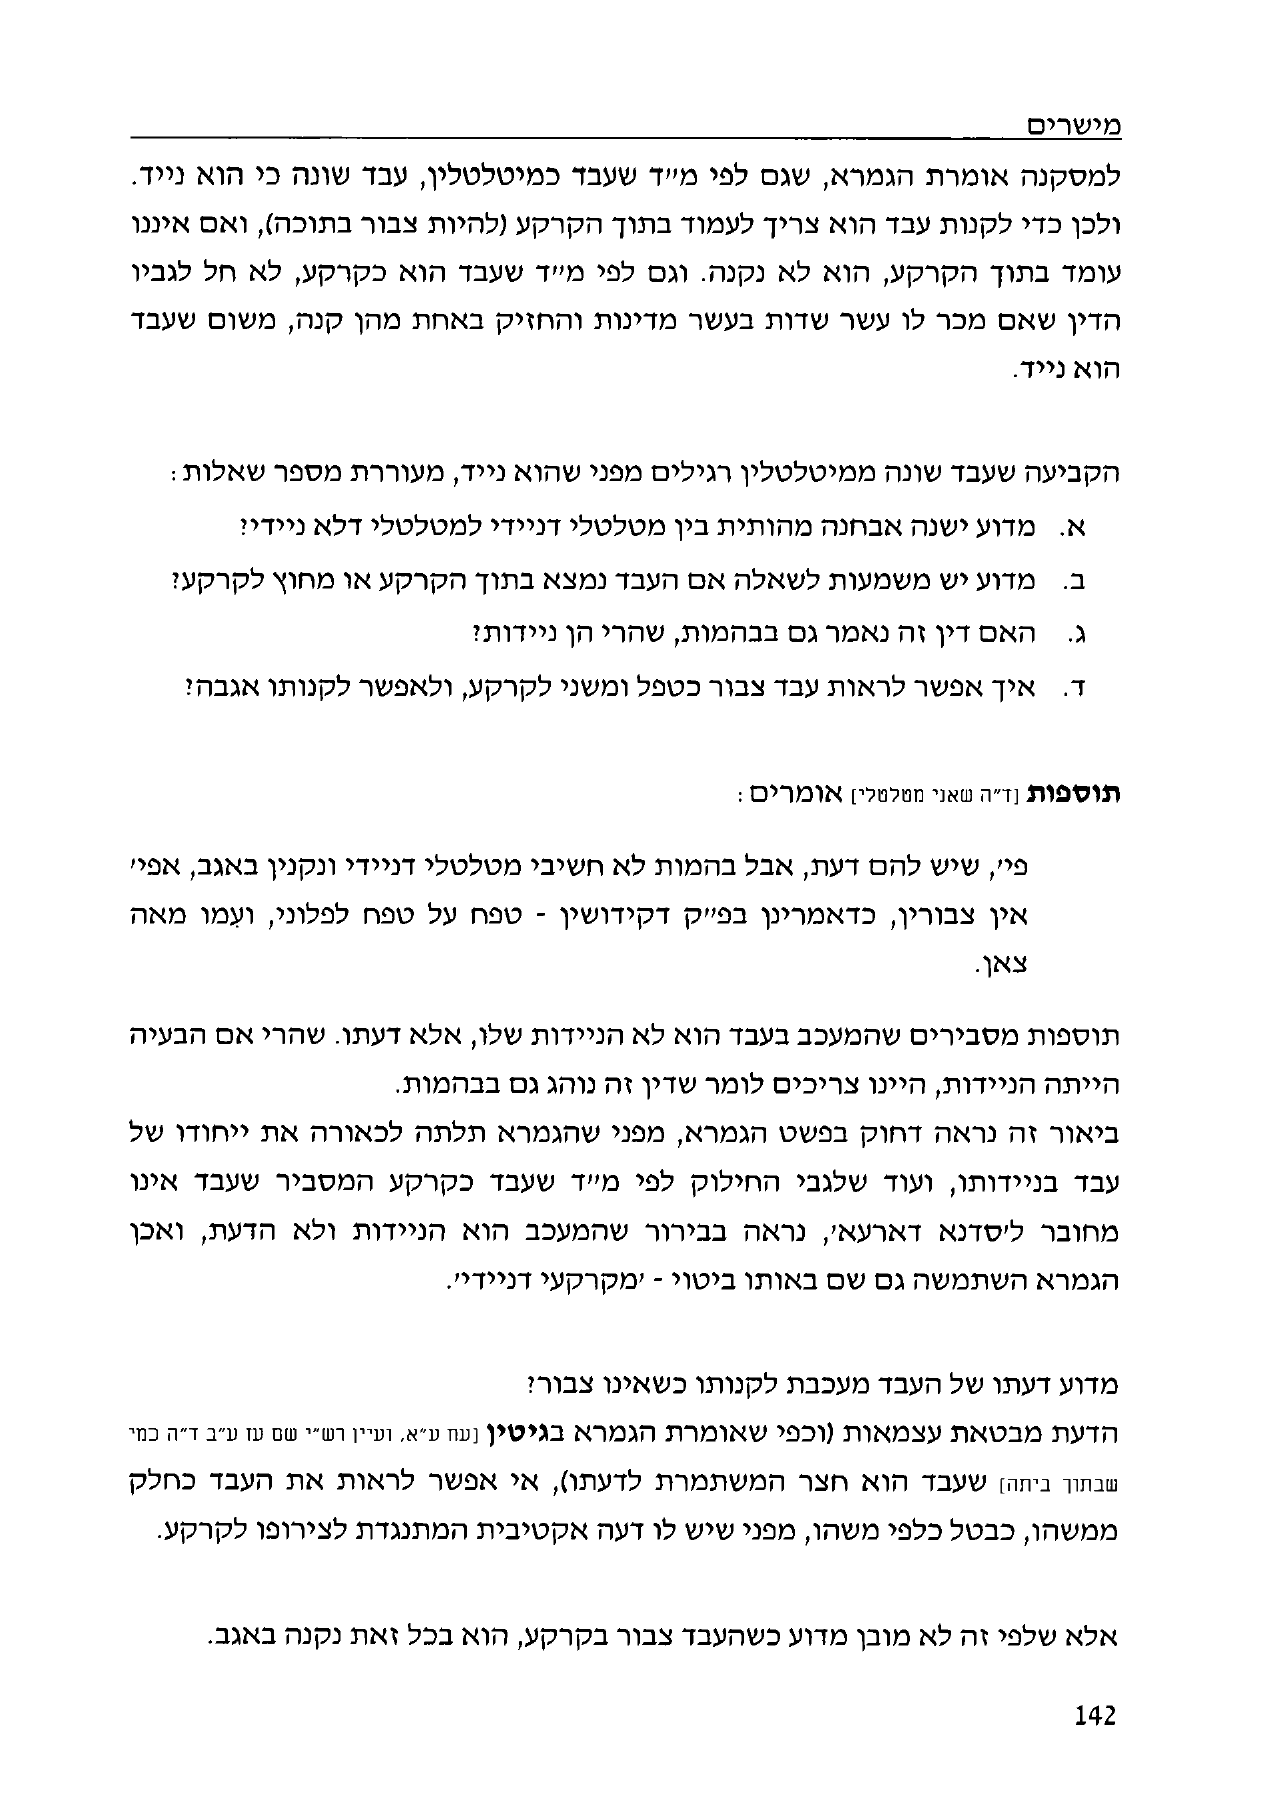 מישרים
למסקנה אומרת הגמרא, שגם לפי מ״ד שעבד כמיטלטלין, עבד שונה כי הוא נייד.
ולכן כדי לקנות עבד הוא צריך לעמוד בתוך הקרקע (להיות צבור בתוכה), ואם איננו
עומד בתוך הקרקע, הוא לא נקנה. וגם לפי מ״ד שעבד הוא כקרקע, לא חל לגביו
הדין שאם מכר לו עשר שדות בעשר מדינות והחזיק באחת מהן קנה, משום שעבד
הוא נייד.
הקביעה שעבד שונה ממיטלטלין רגילים מפני שהוא נייד, מעוררת מספר שאלות:
א. מדוע ישנה אבחנה מהותית בין מטלטלי דניידי למטלטלי דלא ניידי?
ב. מדוע יש משמעות לשאלה אם העבד נמצא בתוך הקרקע או מחוץ לקרקע?
ג. האם דין זה נאמר גם בבהמות, שהרי הן ניידות?
ד. איך אפשר לראות עבד צבור כטפל ומשני לקרקע, ולאפשר לקנותו אגבה?
תוספות [ד״ה שאני מטלטלי] אומרים:
פי׳, שיש להם דעת, אבל בהמות לא חשיבי מטלטלי דניידי ונקנין באגב, אפי׳
אין צבורין, כדאמרינן בפ״ק דקידושין - טפח על טפח לפלוני, ועִמו מאה
צאן.
תוספות מסבירים שהמעכב בעבד הוא לא הניידות שלו, אלא דעתו. שהרי אם הבעיה
הייתה הניידות, היינו צריכים לומר שדין זה נוהג גם בבהמות.
ביאור זה נראה דחוק בפשט הגמרא, מפני שהגמרא תלתה לכאורה את ייחודו של
עבד בניידותו, ועוד שלגבי החילוק לפי מ״ד שעבד כקרקע המסביר שעבד אינו
מחובר ל׳סדנא דארעא׳, נראה בבירור שהמעכב הוא הניידות ולא הדעת, ואכן
הגמרא השתמשה גם שם באותו ביטוי - ׳מקרקעי דניידי׳.
מדוע דעתו של העבד מעכבת לקנותו כשאינו צבור?
הדעת מבטאת עצמאות (וכפי שאומרת הגמרא בגיטין [עח ע״א, ועיין רש״י שם עז ע״ב ד״ה כמי
שבתוך ביתה] שעבד הוא חצר המשתמרת לדעתו), אי אפשר לראות את העבד כחלק
ממשהו, כבטל כלפי משהו, מפני שיש לו דעה אקטיבית המתנגדת לצירופו לקרקע.
אלא שלפי זה לא מובן מדוע כשהעבד צבור בקרקע, הוא בכל זאת נקנה באגב.
142